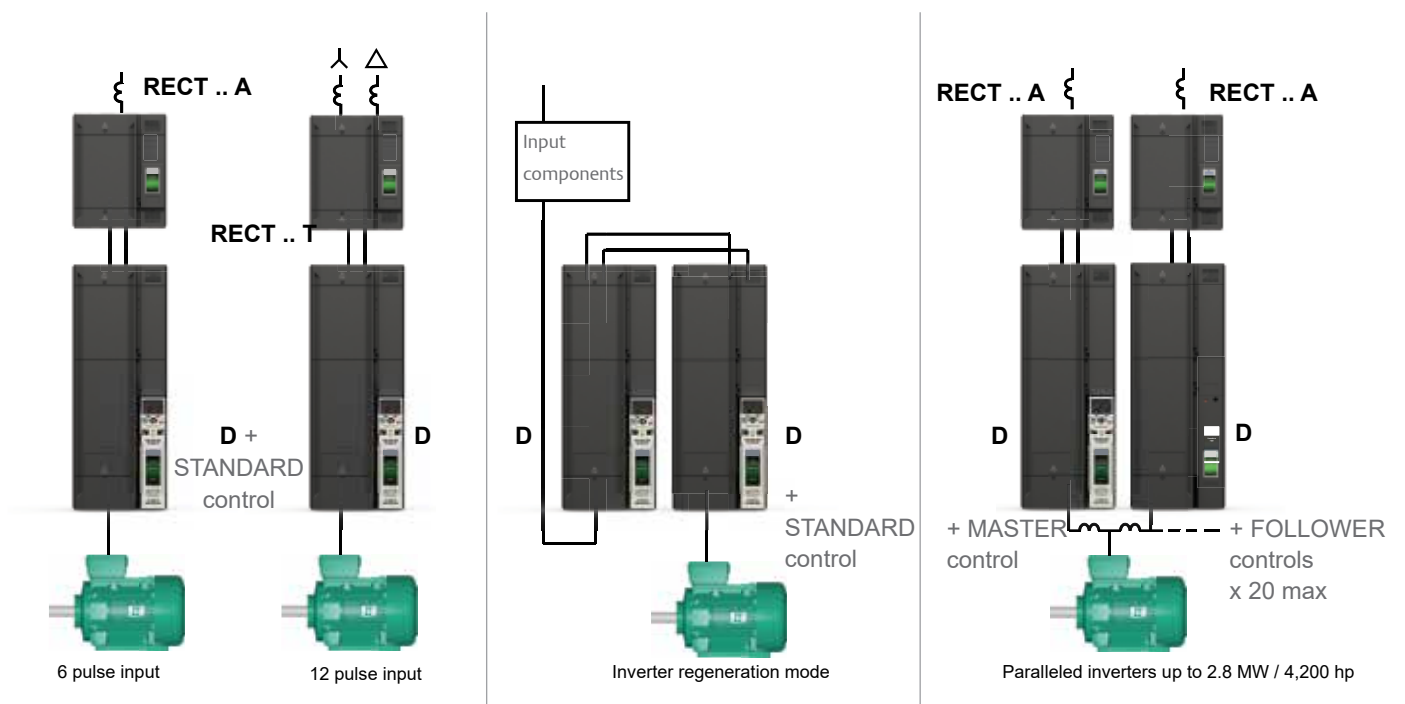 RECT .. A
RECT .. T
D +
STANDARD
control
D
6 pulse input
12 pulse input
Input
components
D
D
+
STANDARD
control
Inverter regeneration mode
RECT .. A
RECT .. A
D
D
+ MASTER
control
+ FOLLOWER
controls
x 20 max
Paralleled inverters up to 2.8 MW / 4,200 hp